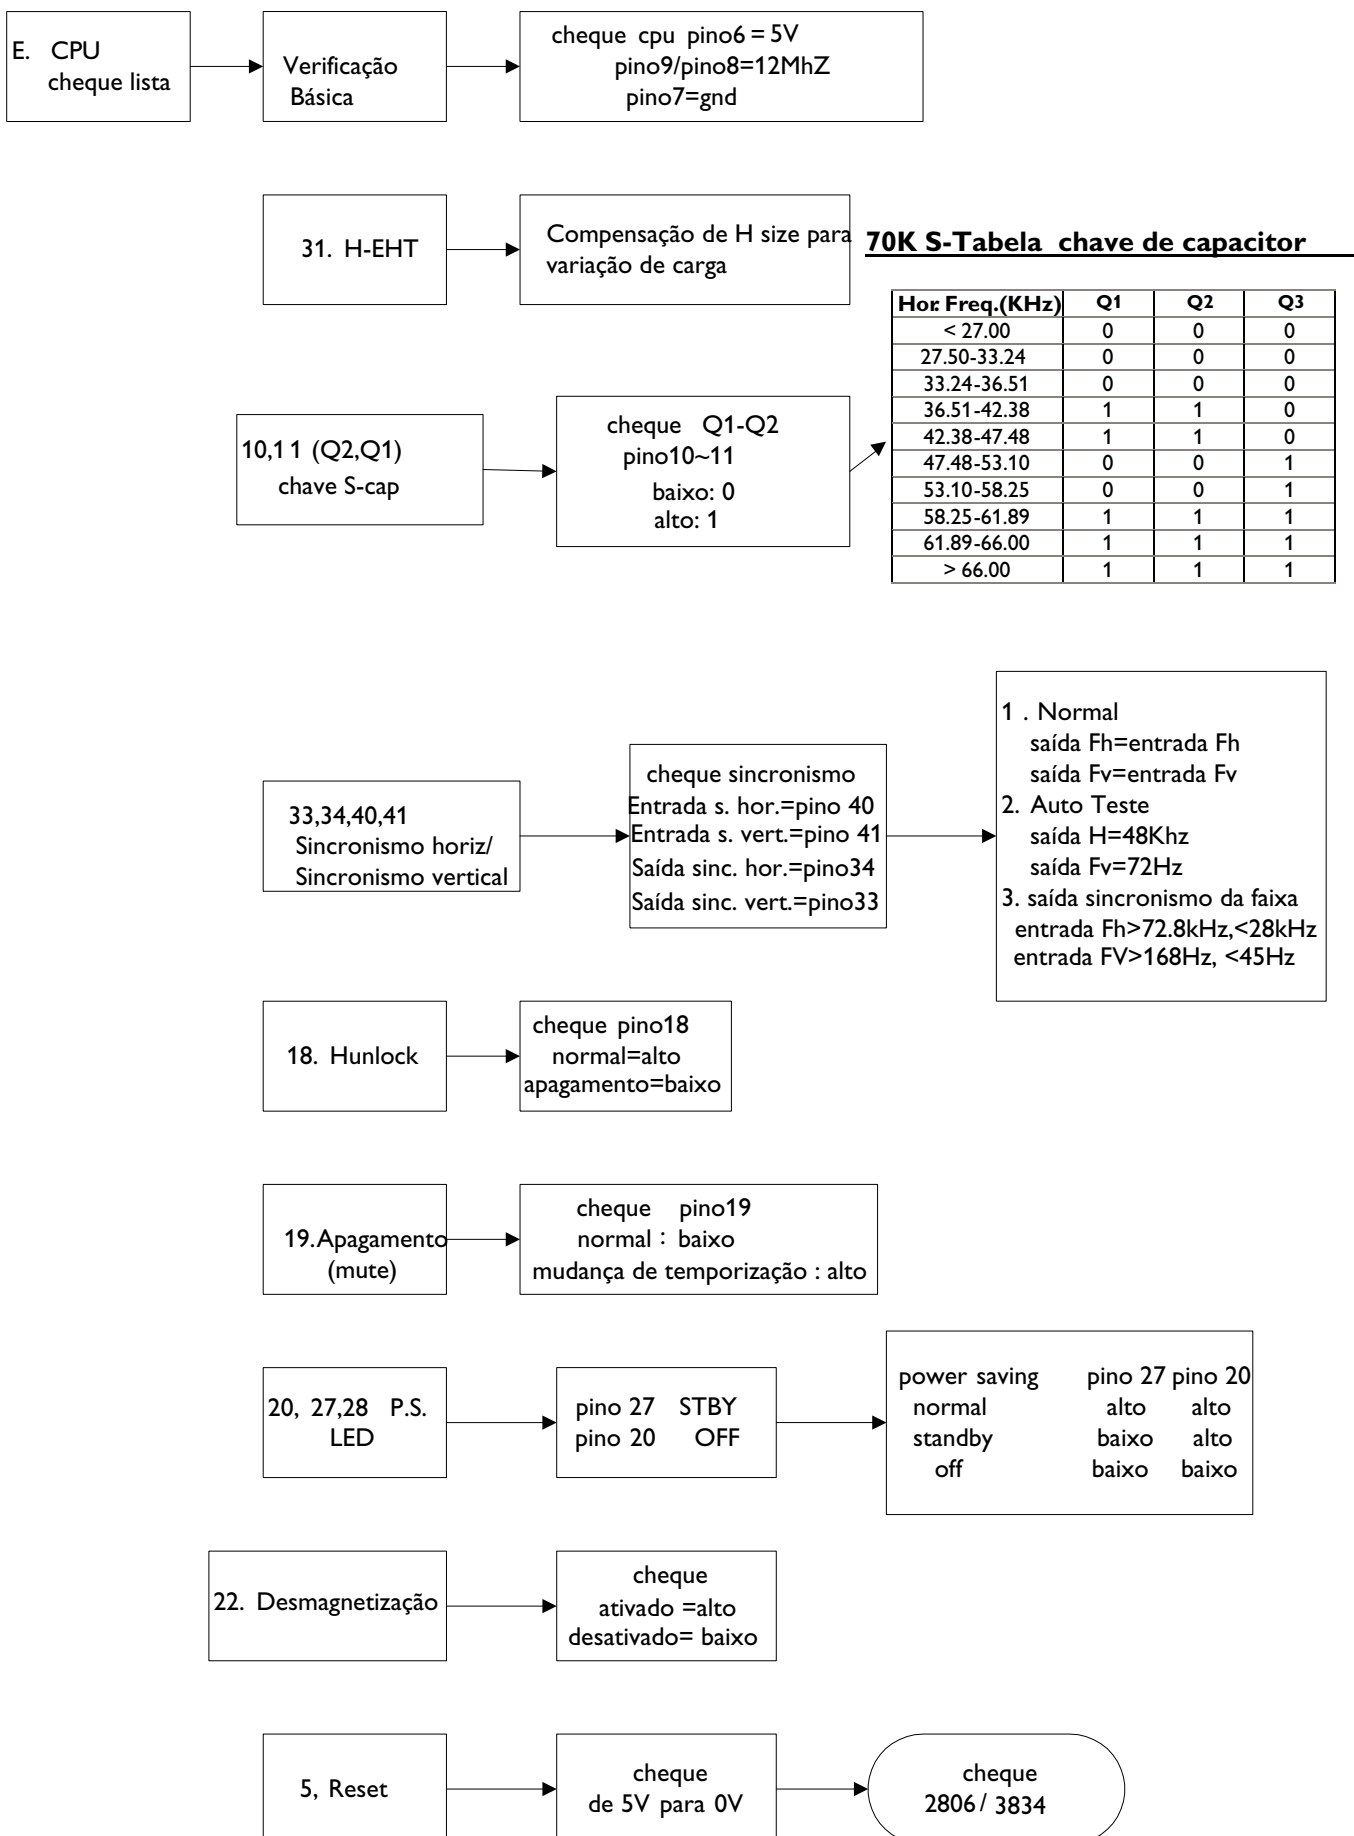 E. CPU
cheque lista
Verificação
Básica
cheque cpu pino6 = 5V
pino9/pino8=12MhZ
pino7=gnd
31. H-EHT
Compensação de H size para
variação de carga
70K S-Tabela chave de capacitor
Hor. Freq.(KHz) Q1 Q2 Q3
< 27.00 0 0 0
27.50-33.24 0 0 0
33.24-36.51 0 0 0
36.51-42.38 1 1 0
42.38-47.48 1 1 0
47.48-53.10 0 0 1
53.10-58.25 0 0 1
58.25-61.89 1 1 1
61.89-66.00 1 1 1
> 66.00 1 1 1
10,11 (Q2,Q1)
chave S-cap
cheque Q1-Q2
pino10~11
baixo: 0
alto: 1
33,34,40,41
Sincronismo horiz/
Sincronismo vertical
cheque sincronismo
Entrada s. hor.=pino 40
Entrada s. vert.=pino 41
Saída sinc. hor.=pino34
Saída sinc. vert.=pino33
1 . Normal
saída Fh=entrada Fh
saída Fv=entrada Fv
2. Auto Teste
saída H=48Khz
saída Fv=72Hz
3. saída sincronismo da faixa
entrada Fh>72.8kHz,<28kHz
entrada FV>168Hz, <45Hz
18. Hunlock
cheque pino18
normal=alto
apagamento=baixo
19.Apagamento
(mute)
cheque pino19
normal : baixo
mudança de temporização : alto
20, 27,28 P.S.
LED
pino 27 STBY
pino 20 OFF
power saving pino 27 pino 20
normal alto alto
standby baixo alto
off baixo baixo
22. Desmagnetização
cheque
ativado =alto
desativado= baixo
5, Reset
cheque
de 5V para 0V
cheque
2806 / 3834